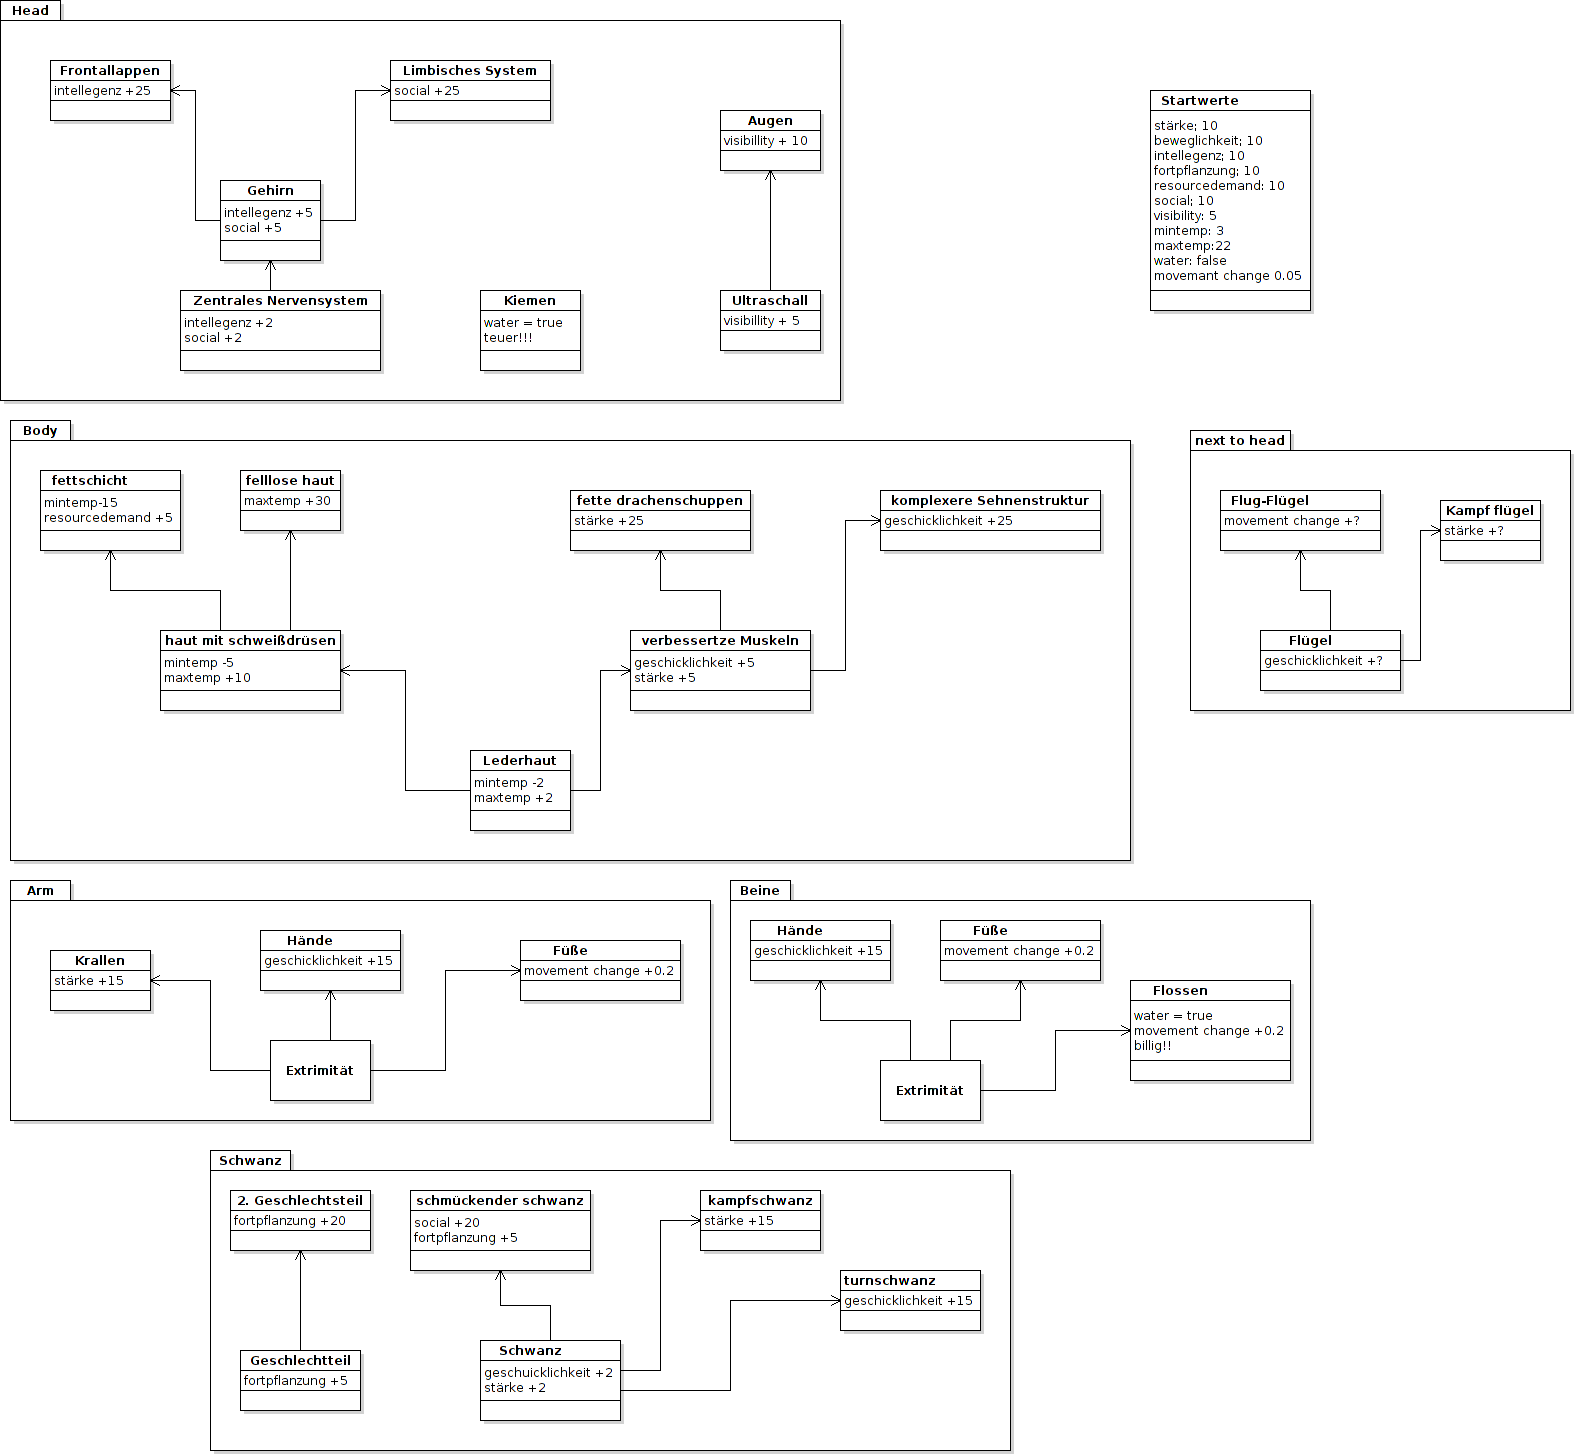 Head
Frontallappen
intellegenz +25
Limbisches System
social +25
Augen
visibillity + 10
Gehirn
intellegenz +5
social +5
Zentrales Nervensystem
intellegenz +2
social +2
Kiemen
water = true
teuer!!!
Ultraschall
visibillity + 5
Startwerte
stärke; 10
beweglichkeit; 10
intellegenz; 10
fortpflanzung; 10
resourcedemand: 10
social; 10
visibility: 5
mintemp: 3
maxtemp:22
water: false
movemant change 0.05
Body
fettschicht
mintemp-15
resourcedemand +5
felllose haut
maxtemp +30
fette drachenschuppen
stärke +25
komplexere Sehnenstruktur
geschicklichkeit +25
haut mit schweißdrüsen
mintemp -5
maxtemp +10
verbessertze Muskeln
geschicklichkeit +5
stärke +5
Lederhaut
mintemp -2
maxtemp +2
next to head
Flug-Flügel
movement change +?
Kampf flügel
stärke +?
Flügel
geschicklichkeit +?
Arm
Krallen
stärke +15
Hände
geschicklichkeit +15
Füße
movement change +0.2
Extrimität
Beine
Hände
geschicklichkeit +15
Füße
movement change +0.2
Flossen
water = true
movement change +0.2
billig!!
Extrimität
Schwanz
2. Geschlechtsteil
fortpflanzung +20
schmückender schwanz
social +20
fortpflanzung +5
kampfschwanz
stärke +15
turnschwanz
geschicklichkeit +15
Geschlechtteil
fortpflanzung +5
Schwanz
geschuicklichkeit +2
stärke +2